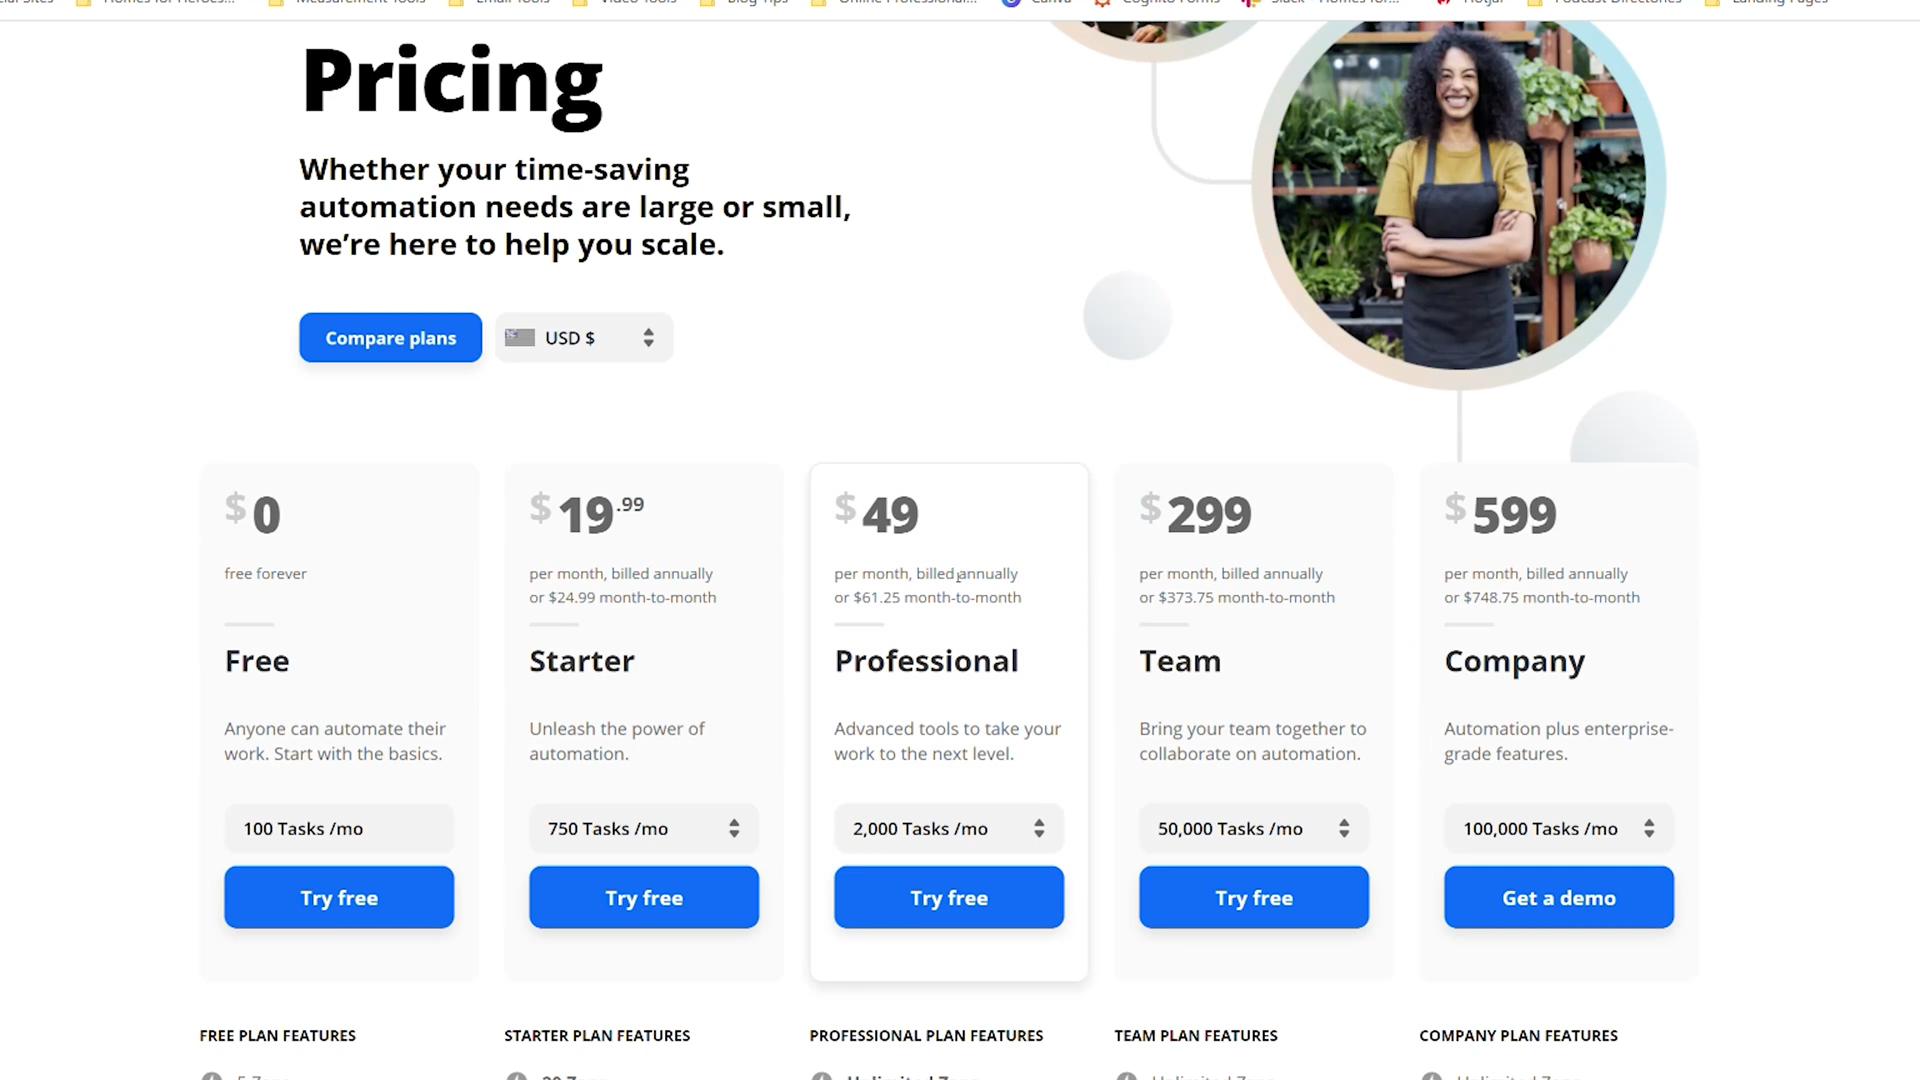 Canva
Pricing
Whether your time-saving
automation needs are large or small,
we’re here to help you scale.
Compare plans
USD $
$0
free forever
Free
Anyone can automate their
work. Start with the basics.
100 Tasks /mo
Try free
$19.99
per month, billed annually
or $24.99 month-to-month
Starter
Unleash the power of
automation.
750 Tasks /mo
Try free
$49
per month, billed annually
or $61.25 month-to-month
Professional
Advanced tools to take your
work to the next level.
2,000 Tasks /mo
Try free
$299
per month, billed annually
or $373.75 month-to-month
Team
Bring your team together to
collaborate on automation.
50,000 Tasks /mo
Try free
$599
per month, billed annually
or $748.75 month-to-month
Company
Automation plus enterprise-
grade features.
100,000 Tasks /mo
Get a demo
FREE PLAN FEATURES
STARTER PLAN FEATURES
PROFESSIONAL PLAN FEATURES
TEAM PLAN FEATURES
COMPANY PLAN FEATURES